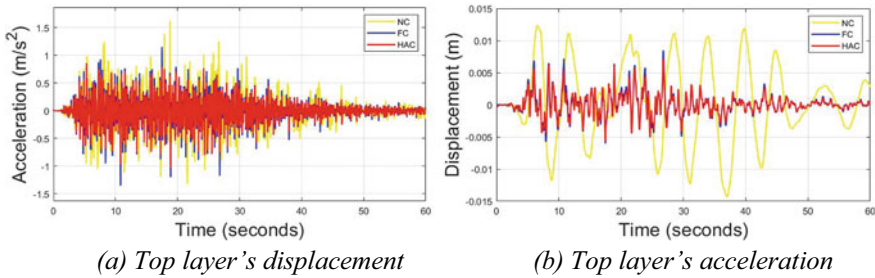 Acceleration (m/s²)
1.5
1
0.5
0
-0.5
-1
-1.5
NC
FC
HAC
0 10 20 30 40 50 60
Time (seconds)
(a) Top layer's displacement
Displacement (m)
0.015
0.01
0.005
0
-0.005
-0.01
-0.015
NC
FC
HAC
0 10 20 30 40 50 60
Time (seconds)
(b) Top layer's acceleration